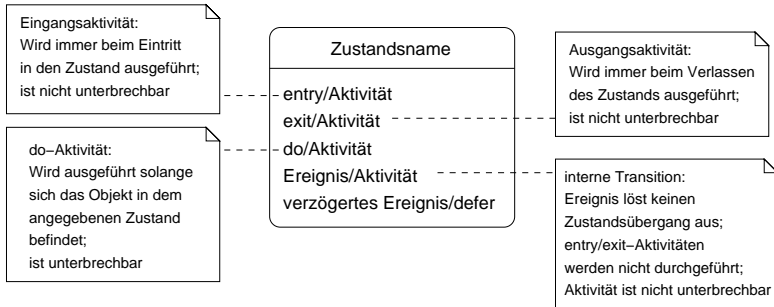 Eingangsaktivität:
Wird immer beim Eintritt
in den Zustand ausgeführt;
ist nicht unterbrechbar
do−Aktivität:
Wird ausgeführt solange
sich das Objekt in dem
angegebenen Zustand
befindet;
ist unterbrechbar
Zustandsname
entry/Aktivität
exit/Aktivität
do/Aktivität
Ereignis/Aktivität
verzögertes Ereignis/defer
Ausgangsaktivität:
Wird immer beim Verlassen
des Zustands ausgeführt;
ist nicht unterbrechbar
interne Transition:
Ereignis löst keinen
Zustandsübergang aus;
entry/exit−Aktivitäten
werden nicht durchgeführt;
Aktivität ist nicht unterbrechbar